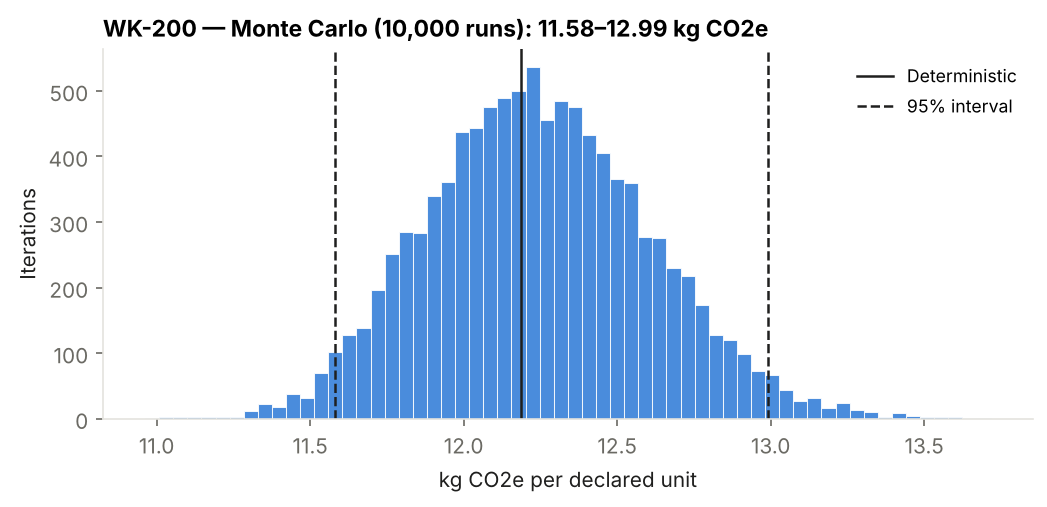 WK-200 — Monte Carlo (10,000 runs): 11.58–12.99 kg CO2e
Deterministic
95% interval
Iterations
500
400
300
200
100
0
11.0 11.5 12.0 12.5 13.0 13.5
kg CO2e per declared unit